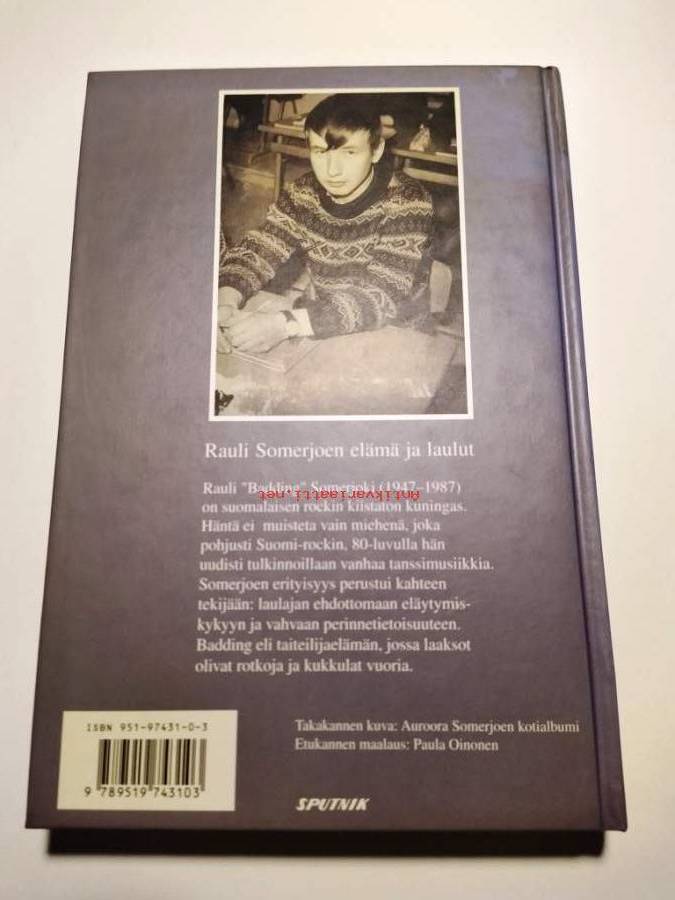 Rauli Somerjoen elämä ja laulut
Rauli "Badding" Somerjoki (1947–1987)
Antikvariaatti.net
on suomalaisen rockin kiistaton kuningas.
Häntä ei muisteta vain miehenä, joka
pohjusti Suomi-rockin, 80-luvulla hän
uudisti tulkinnoillaan vanhaa tanssimusiikkia.
Somerjoen erityisyys perustui kahteen
tekijään: laulajan ehdottomaan eläytymis-
kykyyn ja vahvaan perinnetietoisuuteen.
Badding eli taiteilijaelämän, jossa laaksot
olivat rotkoja ja kukkulat vuoria.
ISBN 951-97431-0-3
9 789519 743103
Takakannen kuva: Auroora Somerjoen kotialbumi
Etukannen maalaus: Paula Oinonen
SPUTNIK